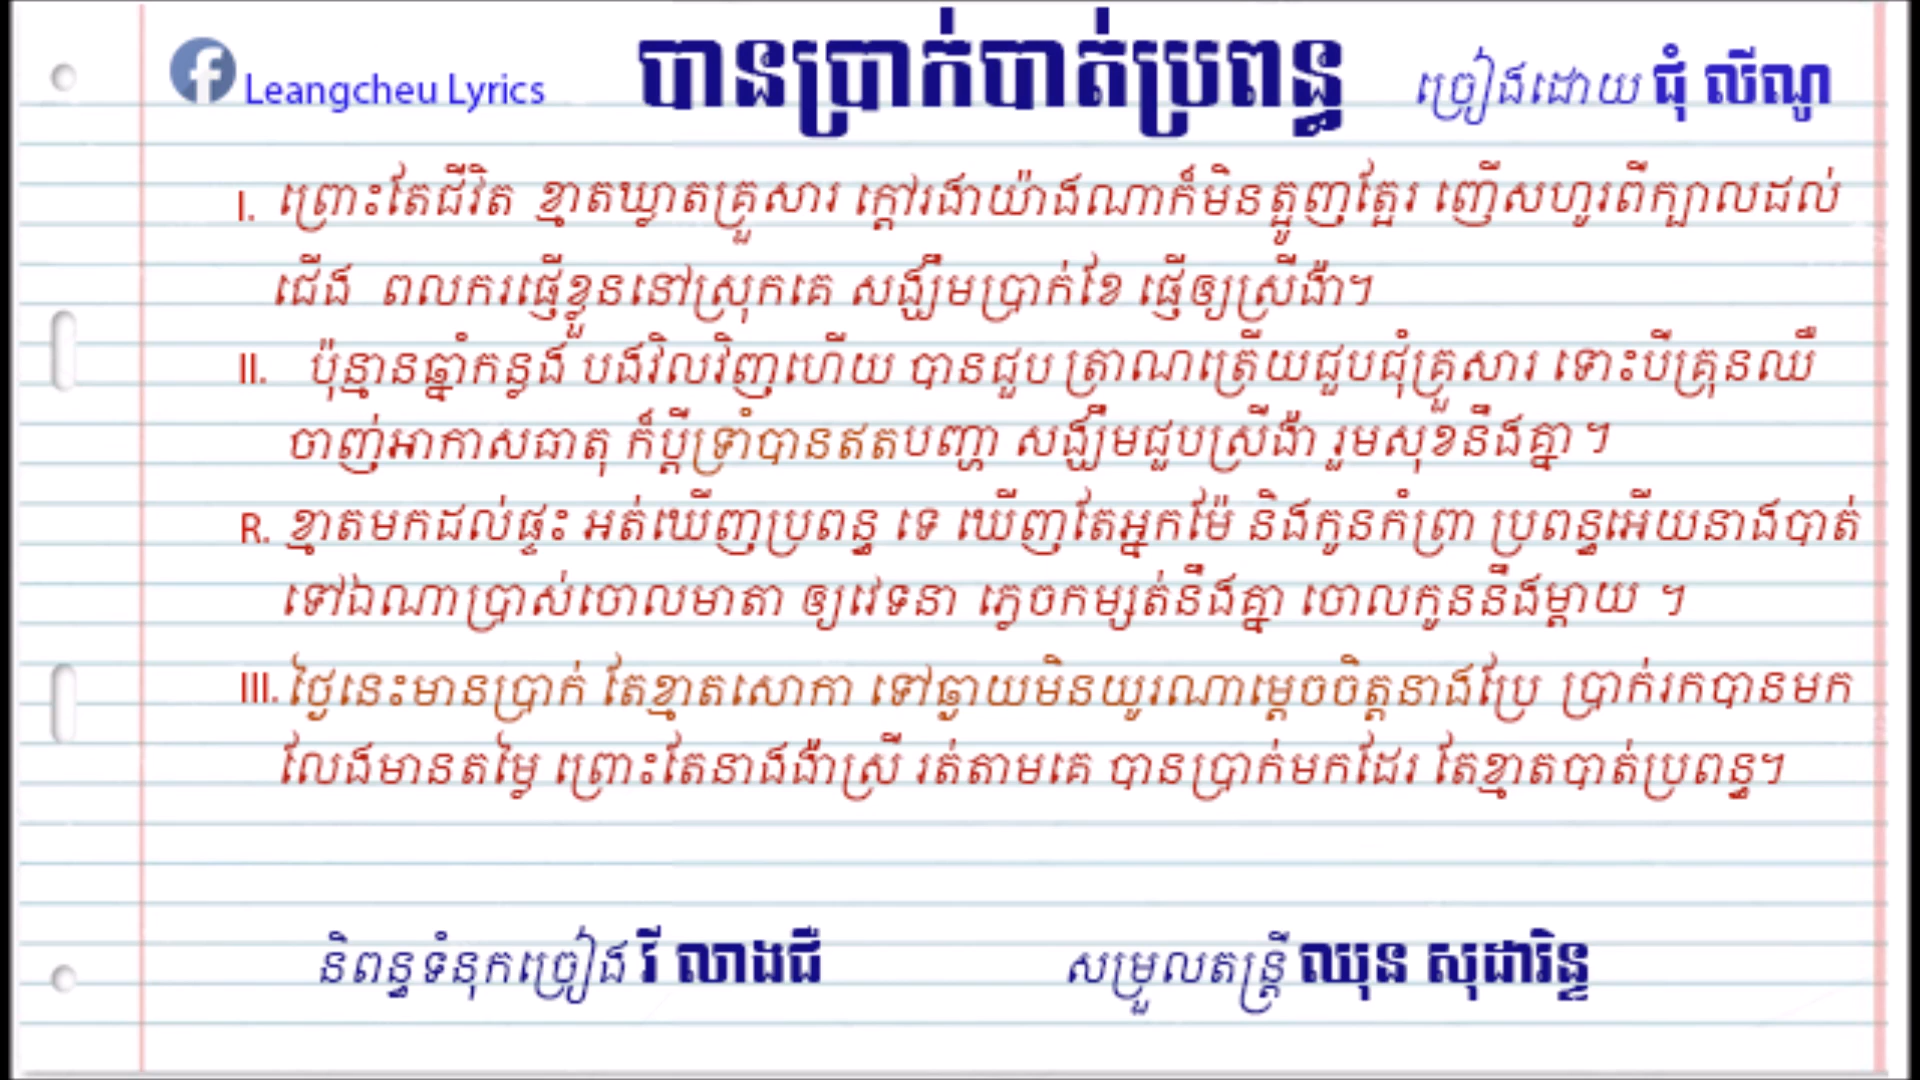 Leangcheu Lyrics បានប្រាក់បាត់ប្រពន្ធ ច្រៀងដោយ ជុំ លីណូ
I. ព្រោះតែជីវិត ខ្មាតឃ្លាតគ្រួសារ ក្ដៅរងាយ៉ាងណាក៏មិនត្អូញត្អែរ ញើសហូរពីក្បាលដល់
ជើង ពលករផ្ញើខ្លួននៅស្រុកគេ សង្ឃឹមប្រាក់ខែ ផ្ញើឲ្យស្រីង៉ា។
II. ប៉ុន្មានឆ្នាំកន្លង បងវិលវិញហើយ បានជួប ត្រាណត្រើយជួបជុំគ្រួសារ ទោះបីគ្រុនឈឺ
ចាញ់អាកាសធាតុ ក៏ប្ដីទ្រាំបានឥតបញ្ហា សង្ឃឹមជួបស្រីង៉ា រួមសុខនឹងគ្នា ។
R. ខ្មាតមកដល់ផ្ទះ អត់ឃើញប្រពន្ធ ទេ ឃើញតែអ្នកម៉ែ និងកូនកំព្រា ប្រពន្ធអើយនាងបាត់
ទៅឯណាប្រាស់ចោលមាតា ឲ្យវេទនា ភ្លេចកម្សត់នឹងគ្នា ចោលកូននឹងម្ដាយ ។
III. ថ្ងៃនេះមានប្រាក់ តែខ្មាតសោកា ទៅឆ្ងាយមិនយូរណាម្ដេចចិត្តនាងប្រែ ប្រាក់រកបានមក
លែងមានតម្លៃ ព្រោះតែនាងង៉ាស្រី រត់តាមគេ បានប្រាក់មកដែរ តែខ្មាតបាត់ប្រពន្ធ។
និពន្ធទំនុកច្រៀង រី លាងជឺ សម្រួលតន្ត្រី ឈុន សុដារិន្ទ